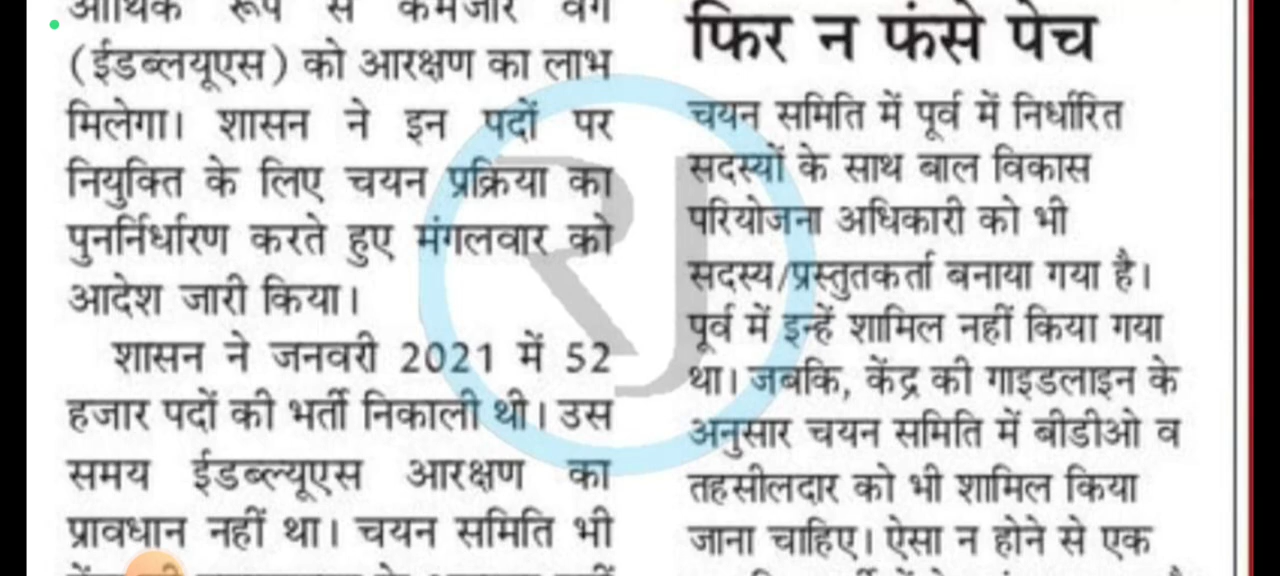 आर्थिक रूप से कमजोर वर्ग
(ईडब्लयूएस) को आरक्षण का लाभ
मिलेगा। शासन ने इन पदों पर
नियुक्ति के लिए चयन प्रक्रिया का
पुनर्निर्धारण करते हुए मंगलवार को
आदेश जारी किया।
शासन ने जनवरी 2021 में 52
हजार पदों की भर्ती निकाली थी। उस
समय ईडब्ल्यूएस आरक्षण का
प्रावधान नहीं था। चयन समिति भी
फिर न फंसे पेच
चयन समिति में पूर्व में निर्धारित
सदस्यों के साथ बाल विकास
परियोजना अधिकारी को भी
सदस्य/प्रस्तुतकर्ता बनाया गया है।
पूर्व में इन्हें शामिल नहीं किया गया
था। जबकि, केंद्र की गाइडलाइन के
अनुसार चयन समिति में बीडीओ व
तहसीलदार को भी शामिल किया
जाना चाहिए। ऐसा न होने से एक